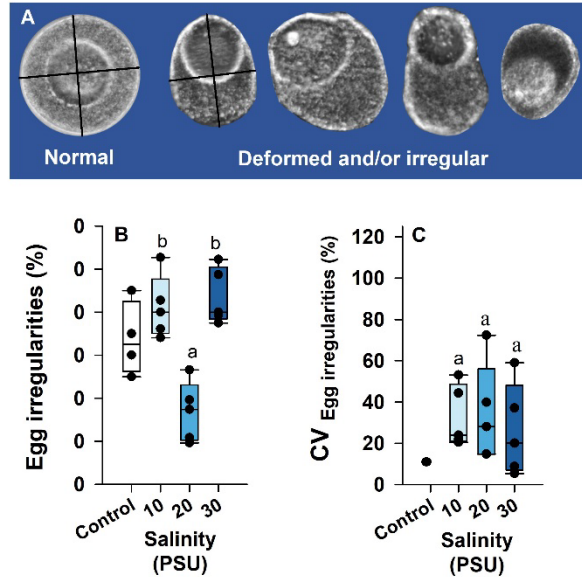 A
Normal
Deformed and/or irregular
B
Egg irregularities (%)
0
0
0
0
0
0
0
b
b
a
Control
10
20
30
Salinity
(PSU)
C
CV Egg irregularities (%)
120
100
80
60
40
20
0
a
a
a
Control
10
20
30
Salinity
(PSU)